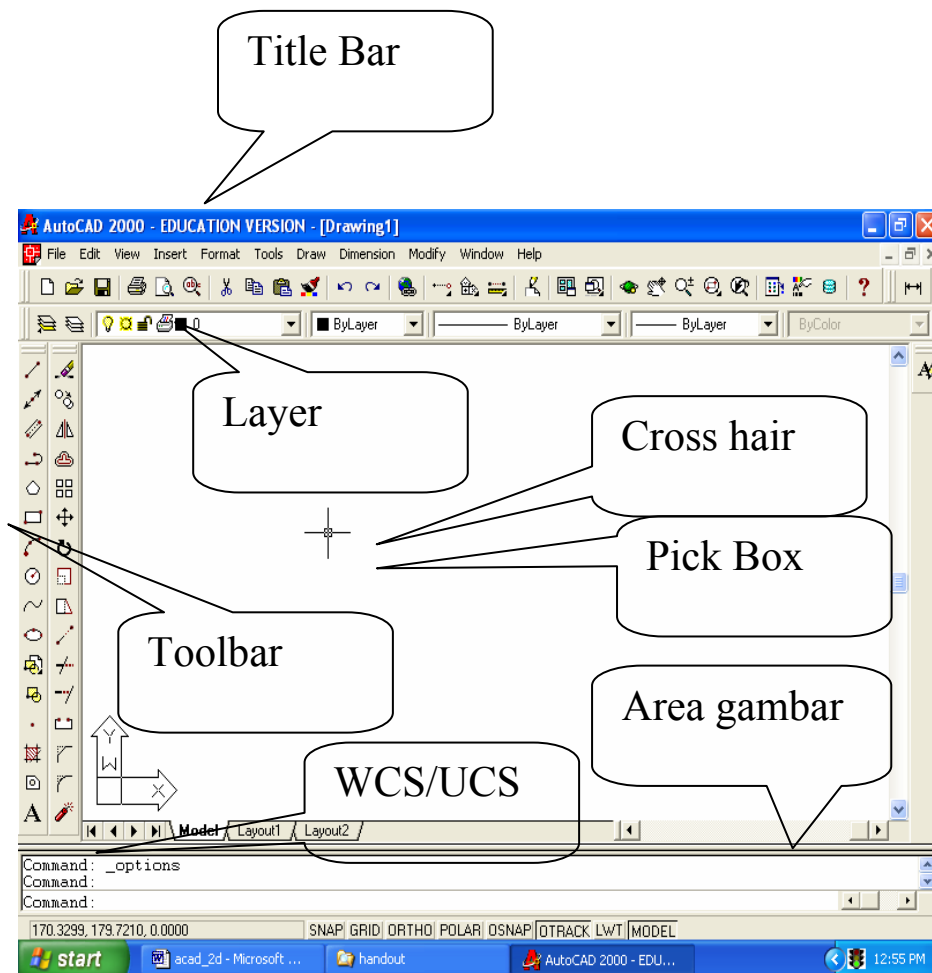 Title Bar
AutoCAD 2000 - EDUCATION VERSION - [Drawing1]
File Edit View Insert Format Tools Draw Dimension Modify Window Help
0 ByLayer ByLayer ByLayer ByColor
Layer
Cross hair
Pick Box
Toolbar
Area gambar
WCS/UCS
Y
W
X
A
Model Layout1 Layout2
Command: _options
Command:
Command:
170.3299, 179.7210, 0.0000 SNAP GRID ORTHO POLAR OSNAP OTRACK LWT MODEL
start acad_2d - Microsoft ... handout AutoCAD 2000 - EDU... 12:55 PM